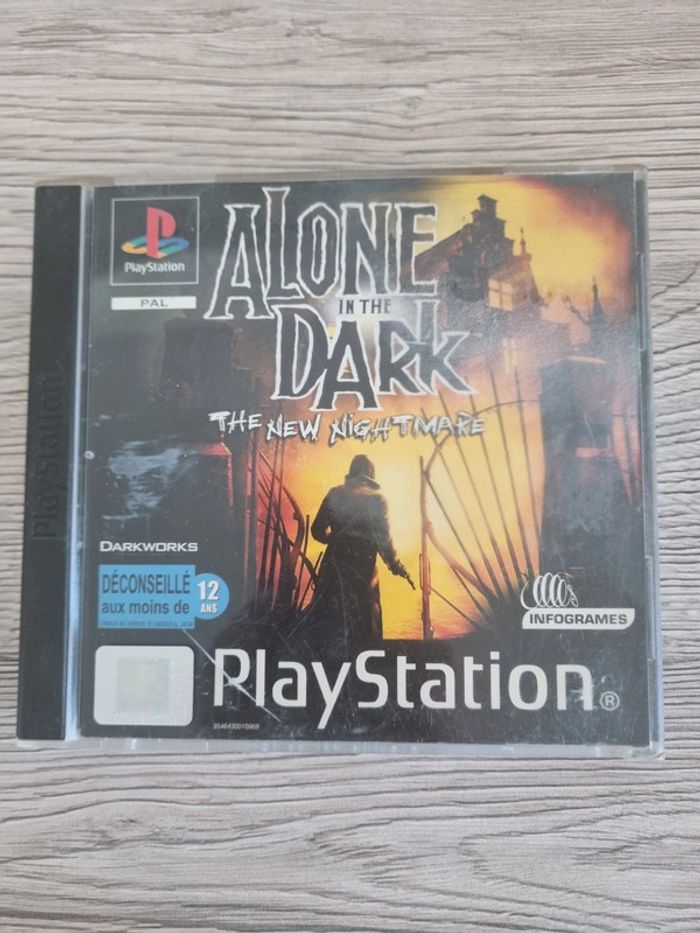 PlayStation
PAL
ALONE
IN THE
DARK
THE NEW NIGHTMARE
PlayStation
DARKWORKS
DÉCONSEILLÉ
aux moins de
12
ANS
INFOGRAMES
PlayStation®